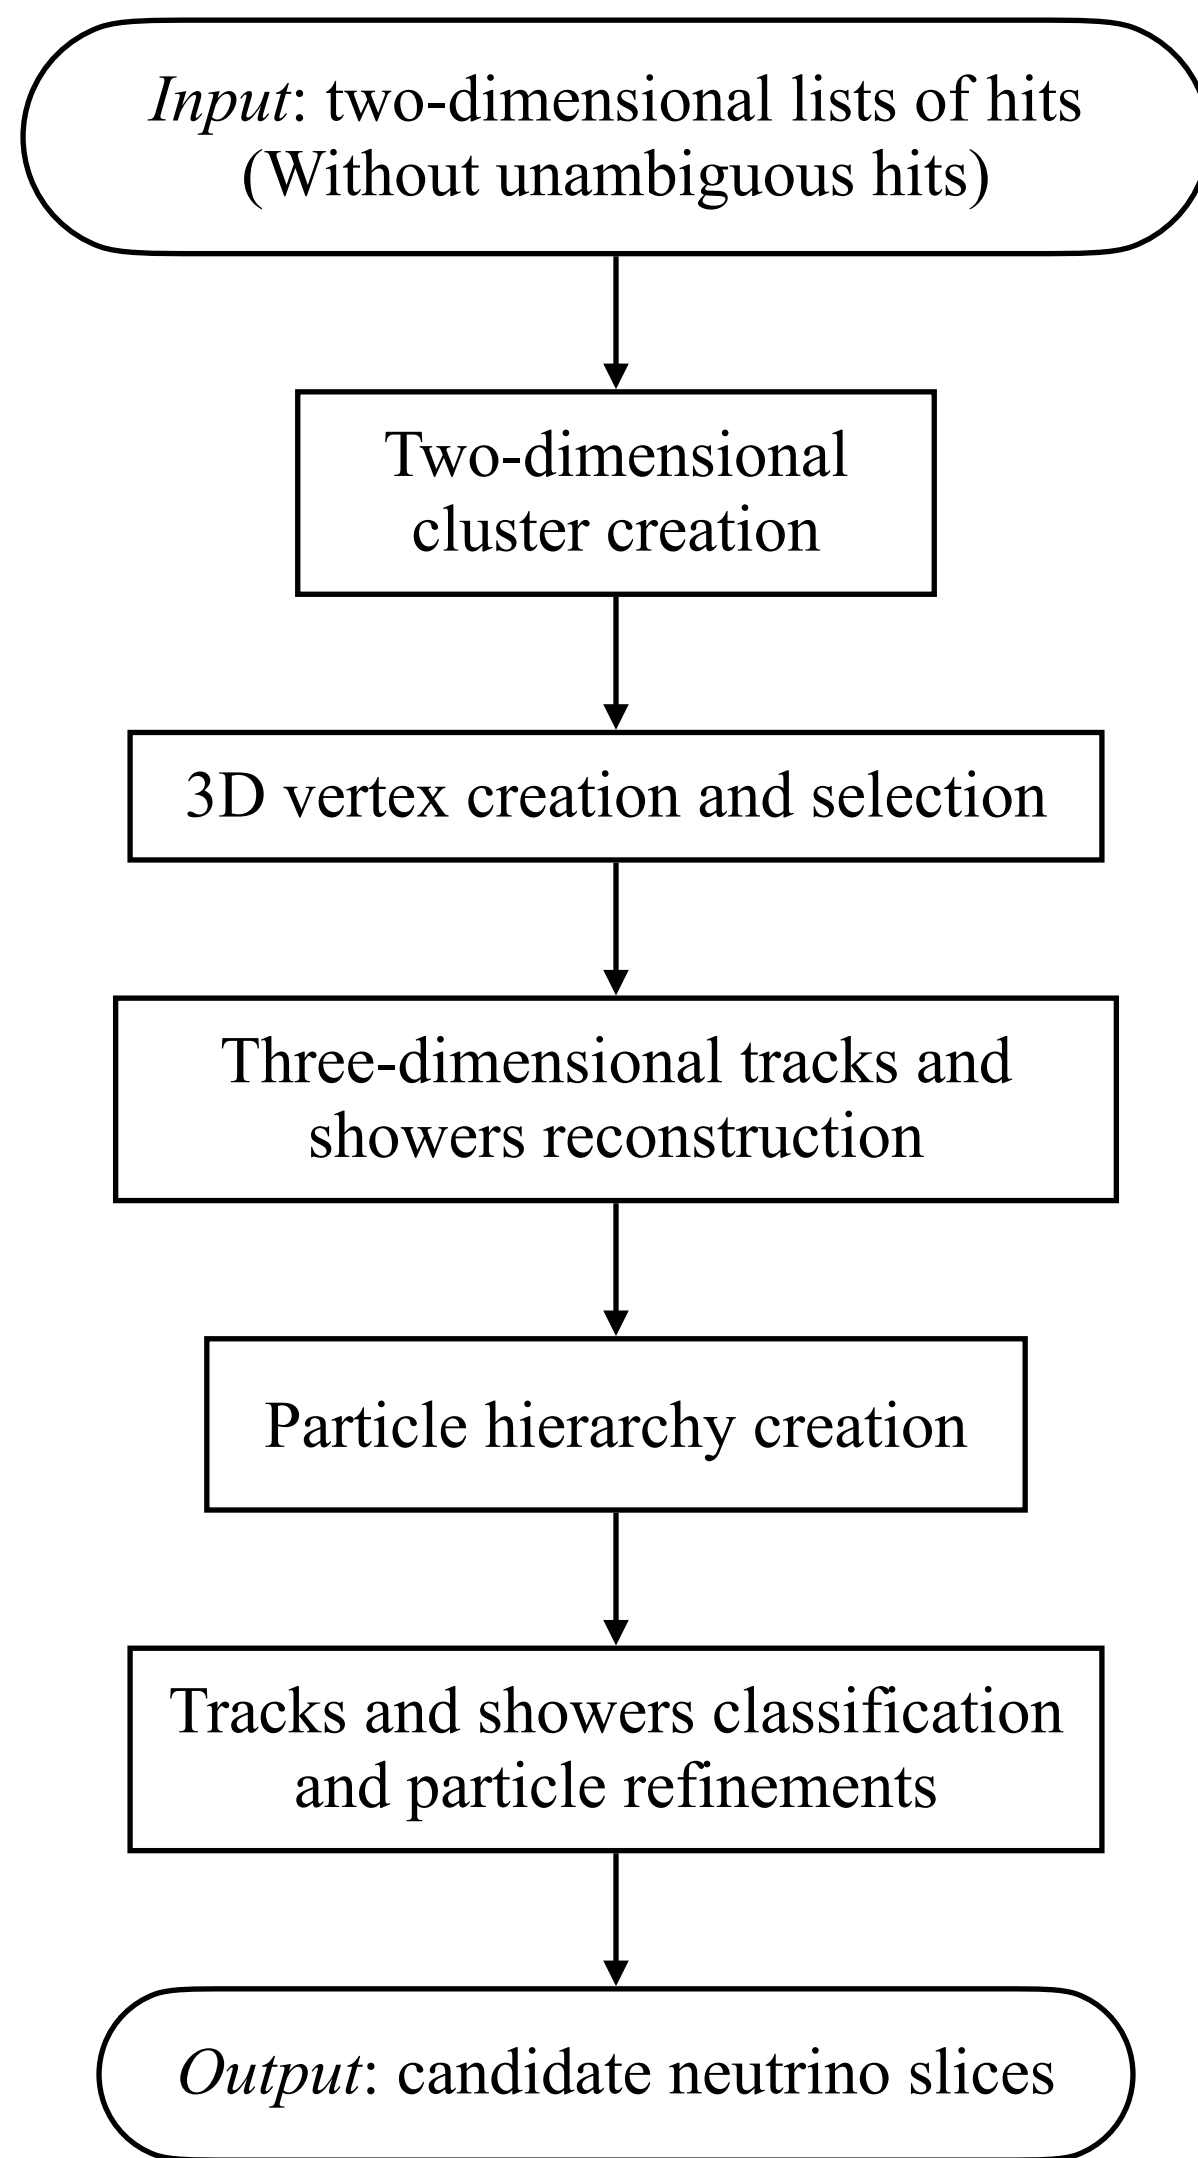 Input: two-dimensional lists of hits
(Without unambiguous hits)
Two-dimensional
cluster creation
3D vertex creation and selection
Three-dimensional tracks and
showers reconstruction
Particle hierarchy creation
Tracks and showers classification
and particle refinements
Output: candidate neutrino slices